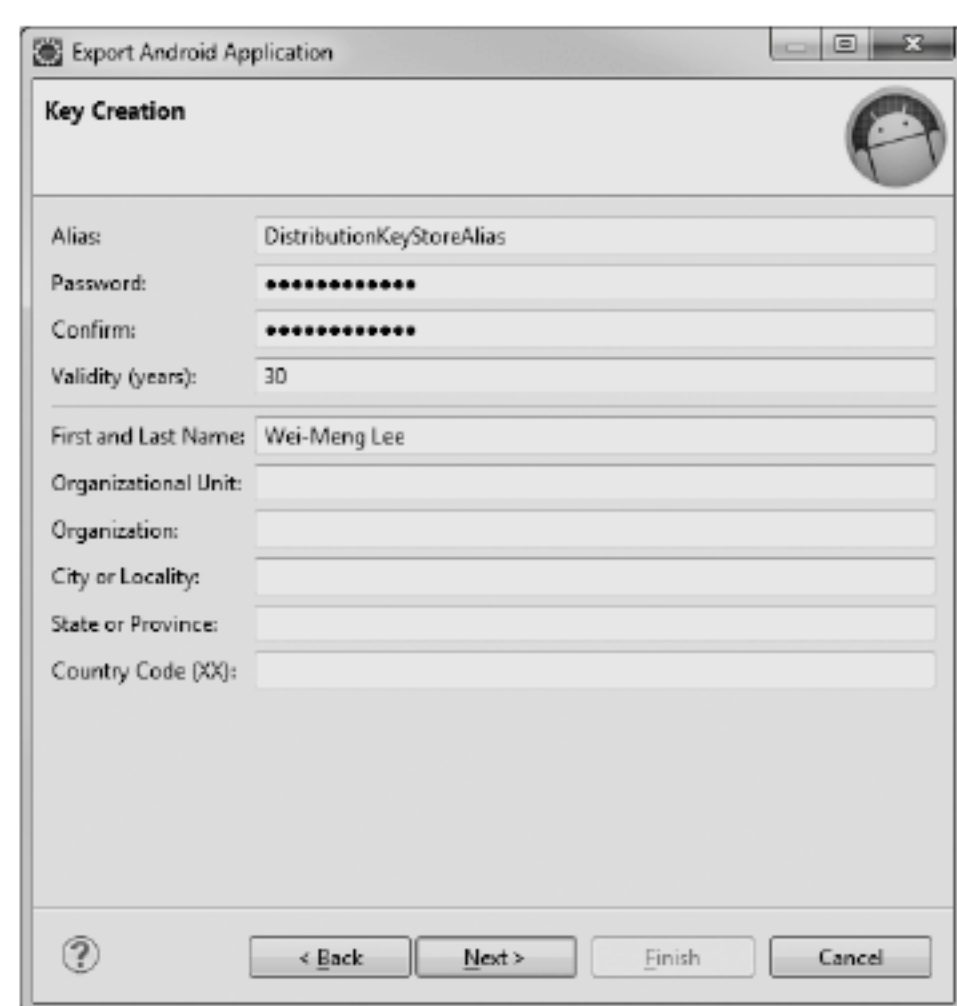 Export Android Application
Key Creation
Alias: DistributionKeyStoreAlias
Password: ••••••••••••
Confirm: ••••••••••••
Validity (years): 30
First and Last Name: Wei-Meng Lee
Organizational Unit:
Organization:
City or Locality:
State or Province:
Country Code (XX):
?
< Back Next > Finish Cancel